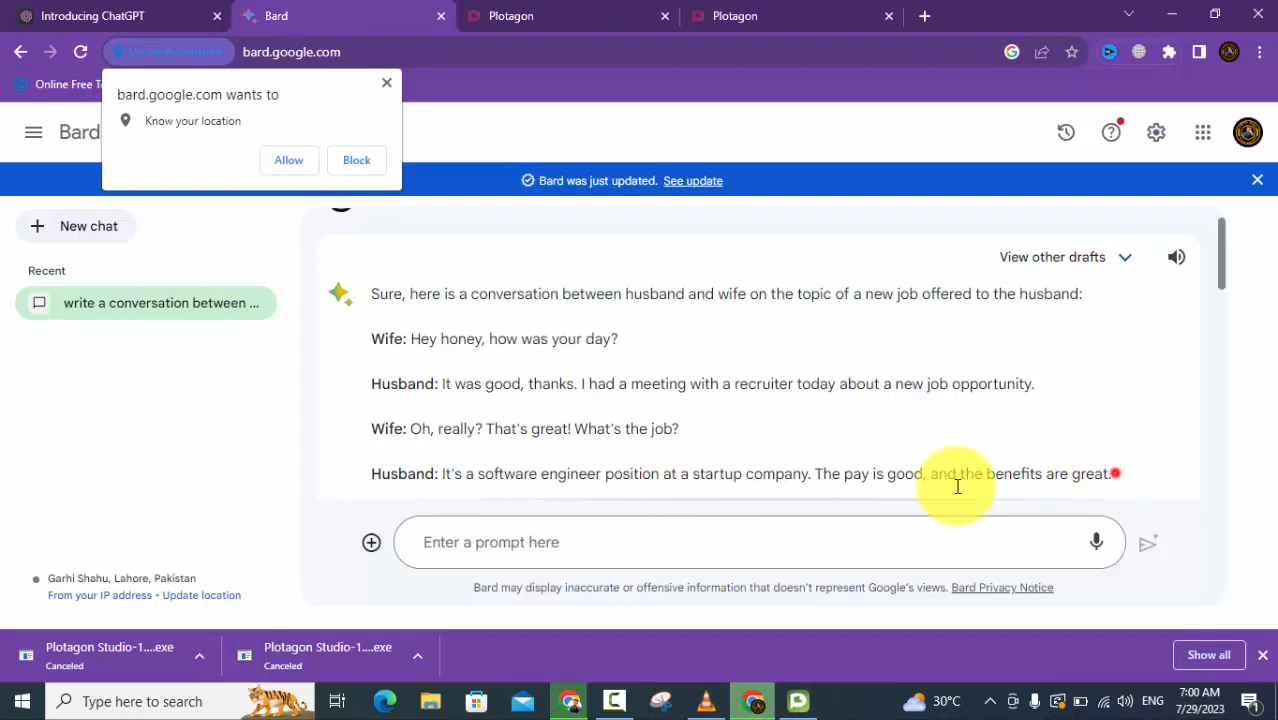 Introducing ChatGPT
Bard
Plotagon
Plotagon
bard.google.com
Online Free Te
bard.google.com wants to
Know your location
Allow
Block
Bard
Bard was just updated. See update
New chat
Recent
write a conversation between ...
View other drafts
Sure, here is a conversation between husband and wife on the topic of a new job offered to the husband:
Wife: Hey honey, how was your day?
Husband: It was good, thanks. I had a meeting with a recruiter today about a new job opportunity.
Wife: Oh, really? That's great! What's the job?
Husband: It's a software engineer position at a startup company. The pay is good, and the benefits are great.
Enter a prompt here
Bard may display inaccurate or offensive information that doesn't represent Google's views. Bard Privacy Notice
Garhi Shahu, Lahore, Pakistan
From your IP address • Update location
Plotagon Studio-1....exe
Canceled
Plotagon Studio-1....exe
Canceled
Show all
Type here to search
30°C
ENG
7:00 AM
7/29/2023
1